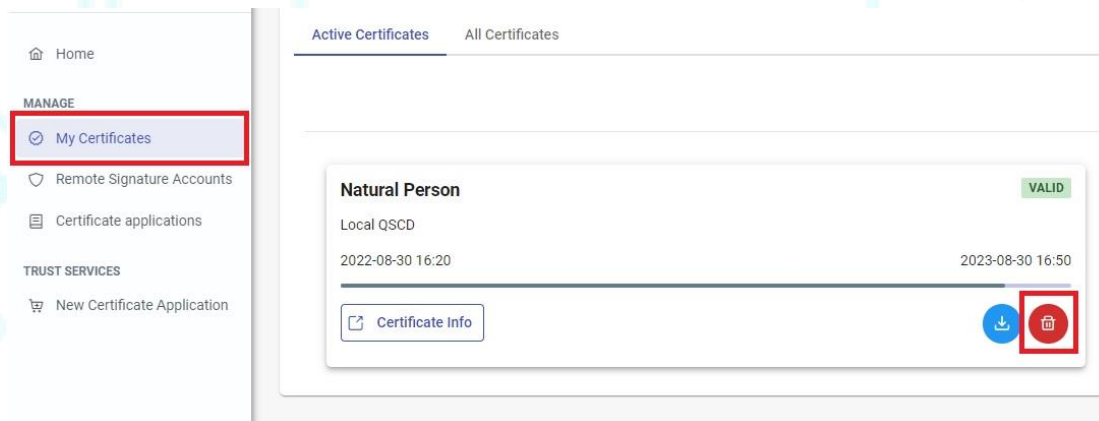 Home
MANAGE
My Certificates
Remote Signature Accounts
Certificate applications
TRUST SERVICES
New Certificate Application
Active Certificates All Certificates
Natural Person VALID
Local QSCD
2022-08-30 16:20 2023-08-30 16:50
Certificate Info